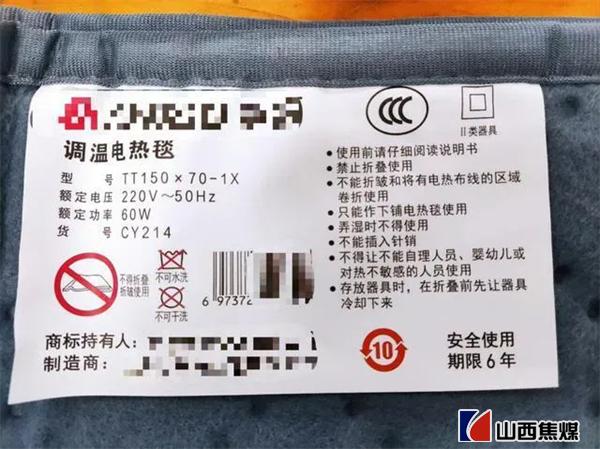 CCC
II类器具
调温电热毯
型 号 TT150×70-1X
额定电压 220V～50Hz
额定功率 60W
货 号 CY214
不得折叠
折皱使用
不可水洗
不可干洗
6 97372
商标持有人：
制造商：
• 使用前请仔细阅读说明书
• 禁止折叠使用
• 不能折皱和将有电热布线的区域
卷折使用
• 只能作下铺电热毯使用
• 弄湿时不得使用
• 不能插入针销
• 不得让不能自理人员、婴幼儿或
对热不敏感的人员使用
• 存放器具时，在折叠前先让器具
冷却下来
10
安全使用
期限6年
山西焦煤